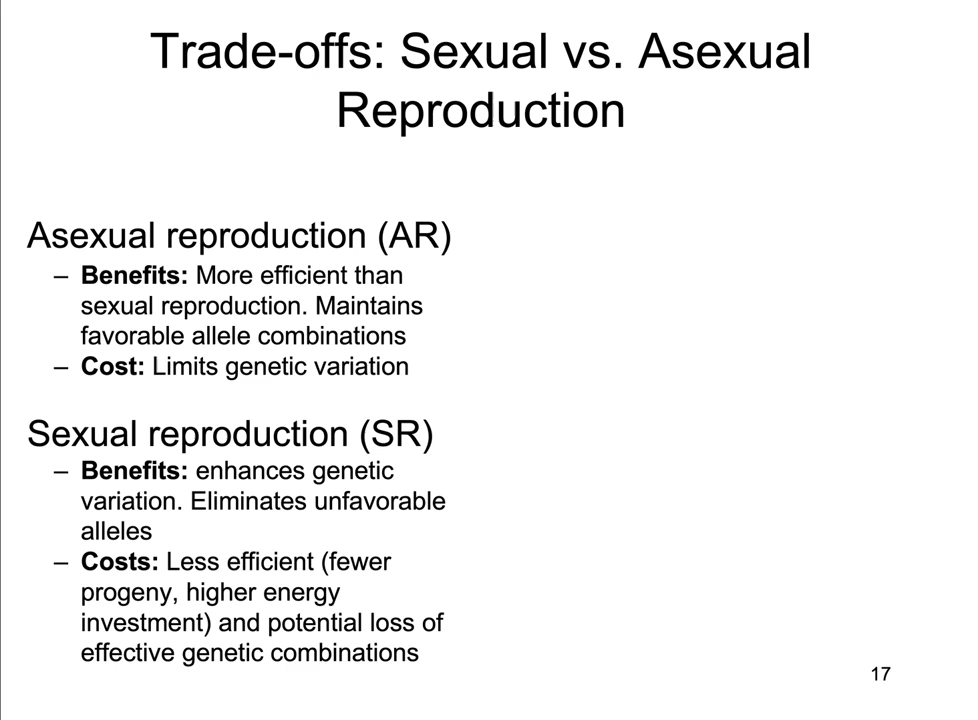 Trade-offs: Sexual vs. Asexual
Reproduction
Asexual reproduction (AR)
– Benefits: More efficient than
sexual reproduction. Maintains
favorable allele combinations
– Cost: Limits genetic variation
Sexual reproduction (SR)
– Benefits: enhances genetic
variation. Eliminates unfavorable
alleles
– Costs: Less efficient (fewer
progeny, higher energy
investment) and potential loss of
effective genetic combinations
17